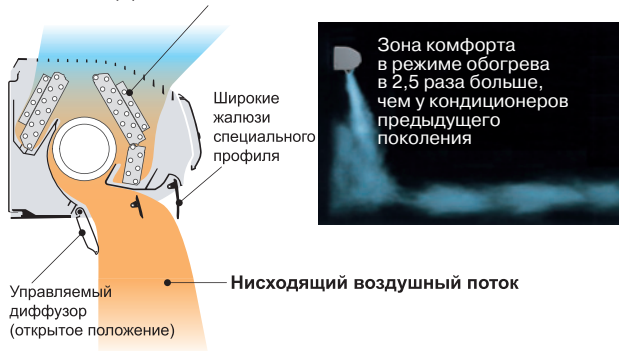 Зона комфорта
в режиме обогрева
в 2,5 раза больше,
чем у кондиционеров
предыдущего
поколения
Широкие
жалюзи
специального
профиля
Нисходящий воздушный поток
Управляемый
диффузор
(открытое положение)